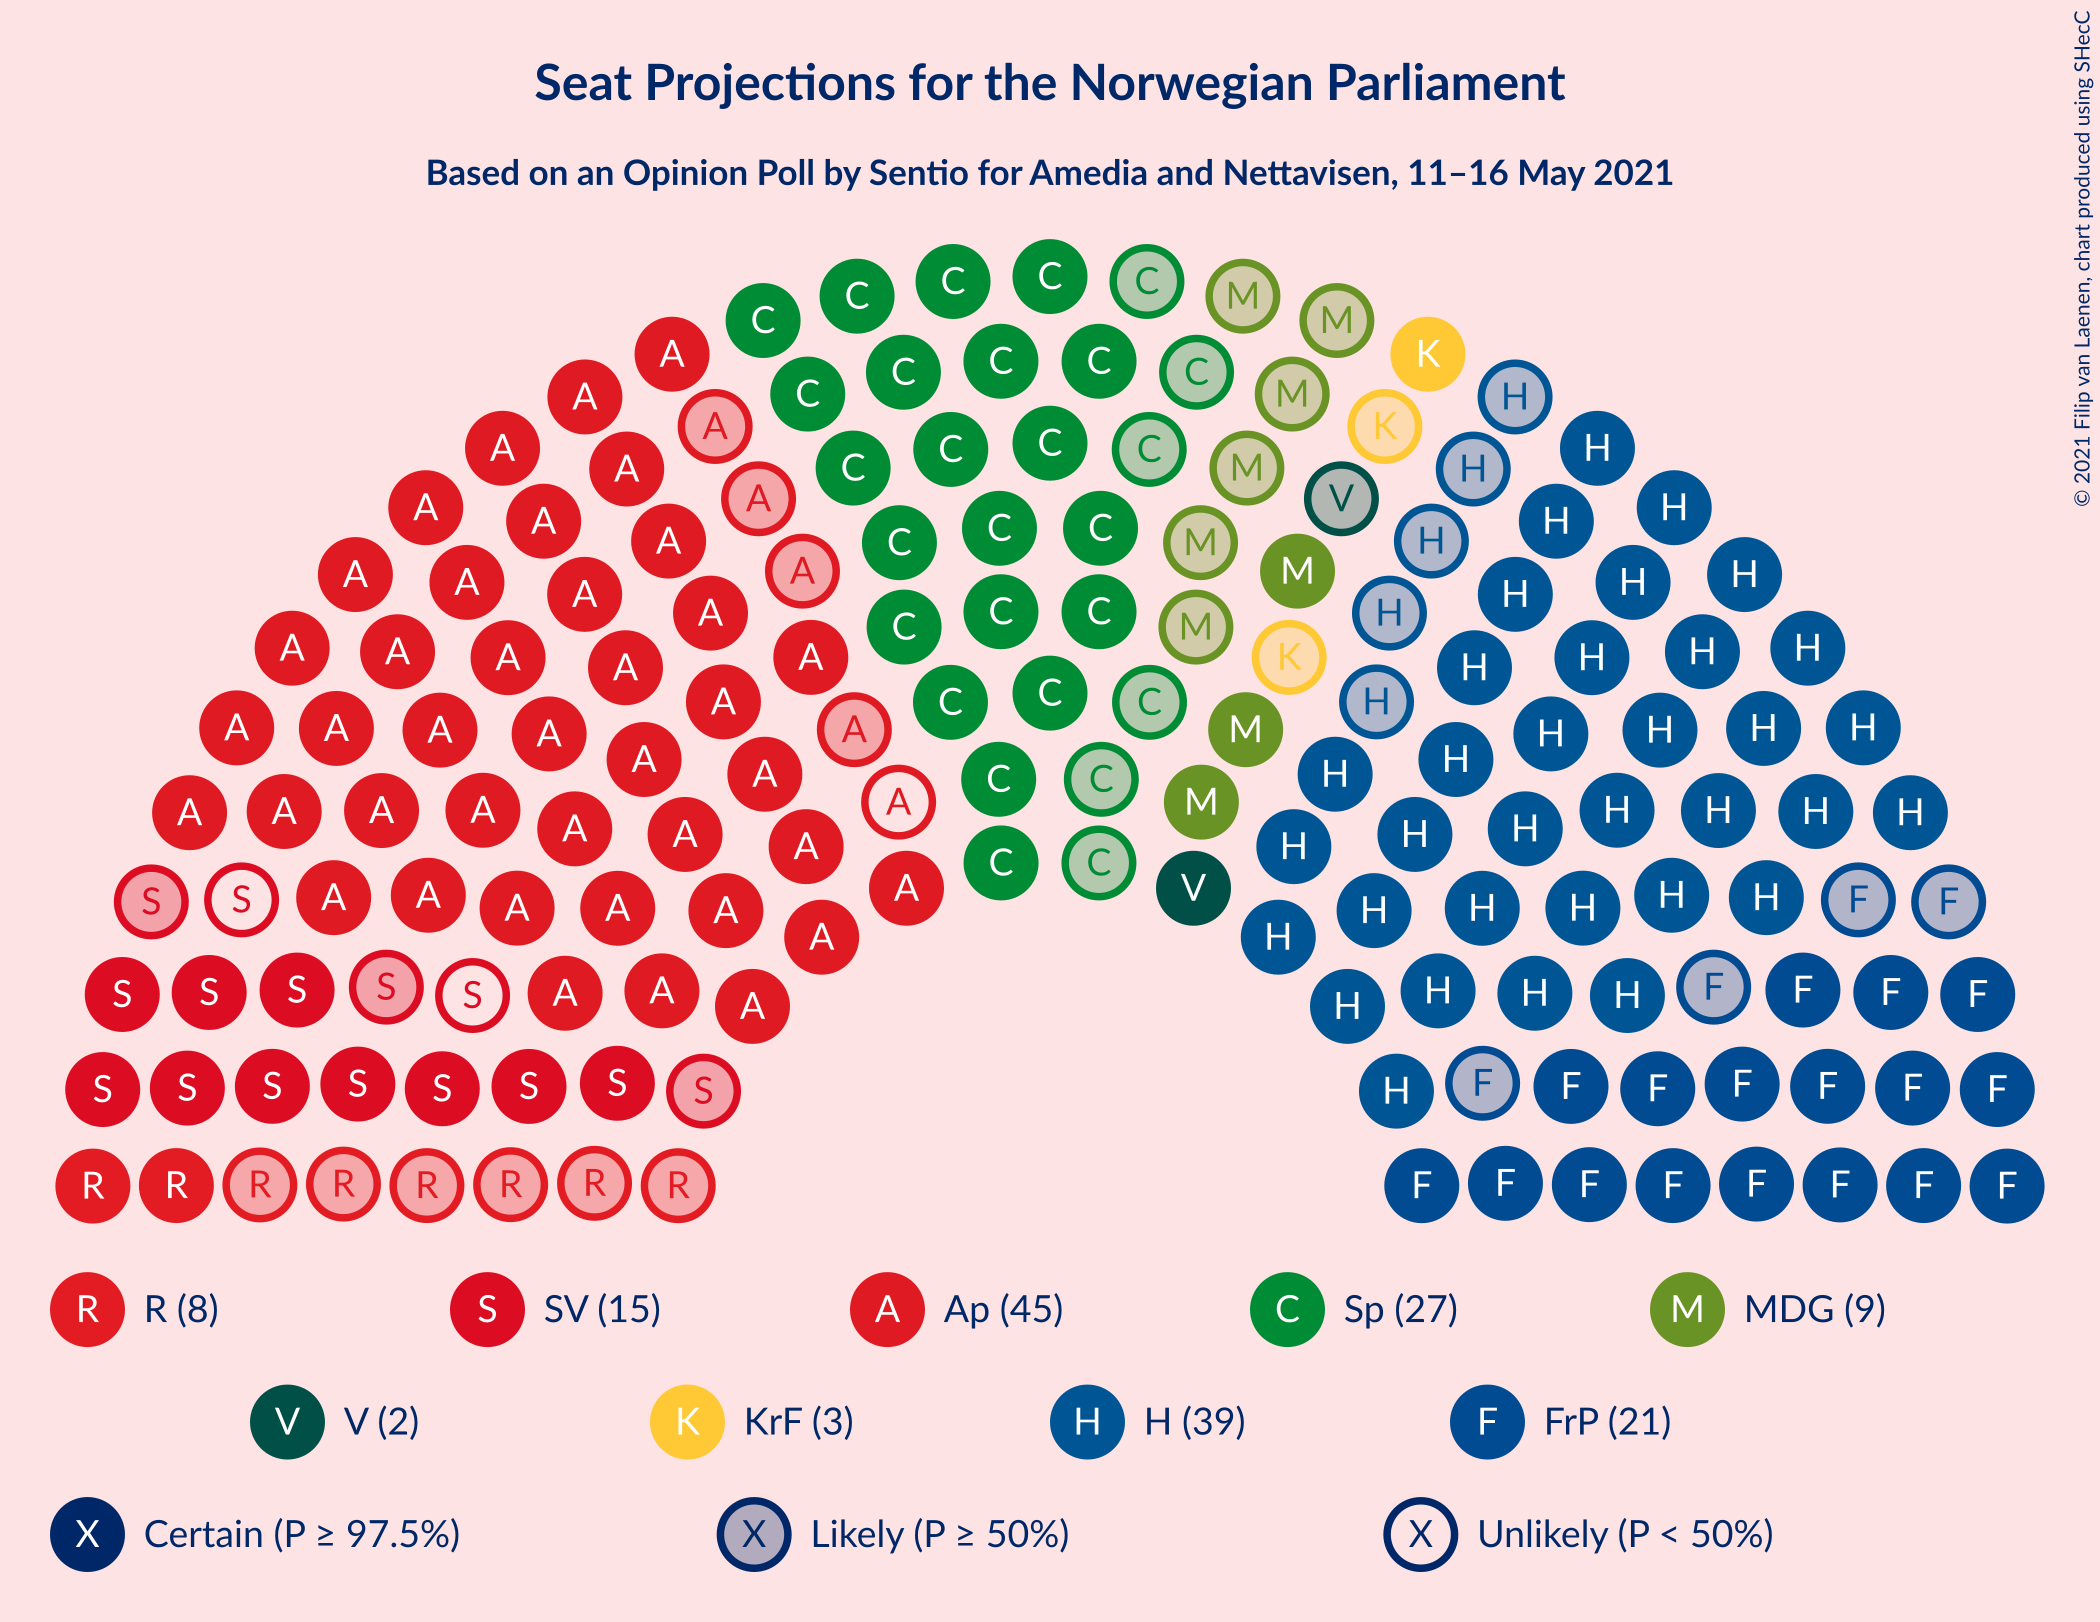 Seat Projections for the Norwegian Parliament
Based on an Opinion Poll by Sentio for Amedia and Nettavisen, 11–16 May 2021
© 2021 Filip van Laenen, chart produced using SHecC
C C C C C M M
A C C C C C M K
A A C C C M K H
A A A C C C M V H H
A A A C C C M M H H H
A A A A C C C M K H H H
A A A A A C C C M H H H H
A A A A A A C C M H H H H H
A A A A A A A A C C V H H H H H H H
S S A A A A A A H H H H H H F F
S S S S S A A A H H H H F F F F
S S S S S S S S H F F F F F F F
R R R R R R R R F F F F F F F F
R R (8) S SV (15) A Ap (45) C Sp (27) M MDG (9)
V V (2) K KrF (3) H H (39) F FrP (21)
X Certain (P ≥ 97.5%) X Likely (P ≥ 50%) X Unlikely (P < 50%)